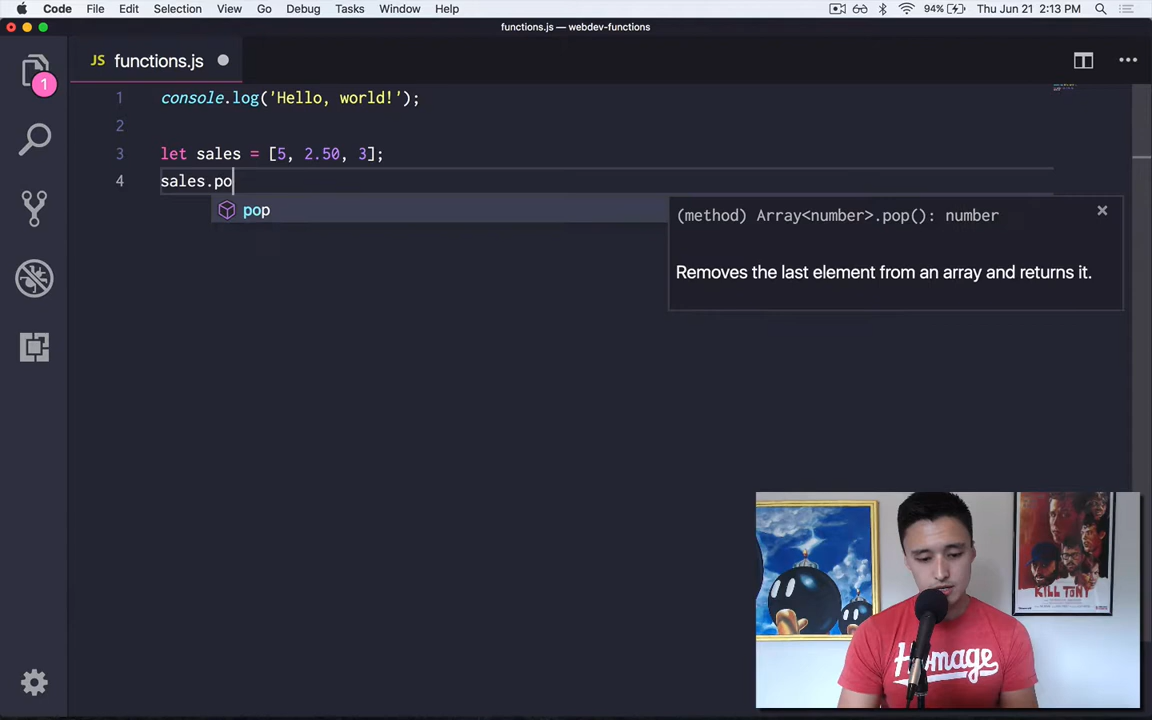 Code File Edit Selection View Go Debug Tasks Window Help 94% Thu Jun 21 2:13 PM
functions.js — webdev-functions
JS functions.js
1
1 console.log('Hello, world!');
2
3 let sales = [5, 2.50, 3];
4 sales.po
pop
(method) Array<number>.pop(): number
Removes the last element from an array and returns it.
KILL TONY
Homage